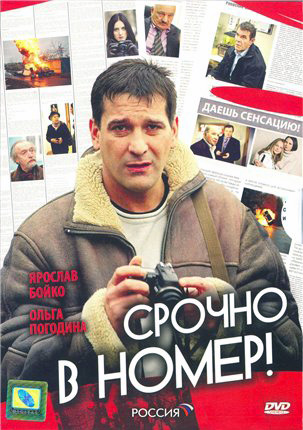 ДАЕШЬ СЕНСАЦИЮ!
ЯРОСЛАВ
БОЙКО
ОЛЬГА
ПОГОДИНА
СРОЧНО
В НОМЕР!
РОССИЯ
DVD